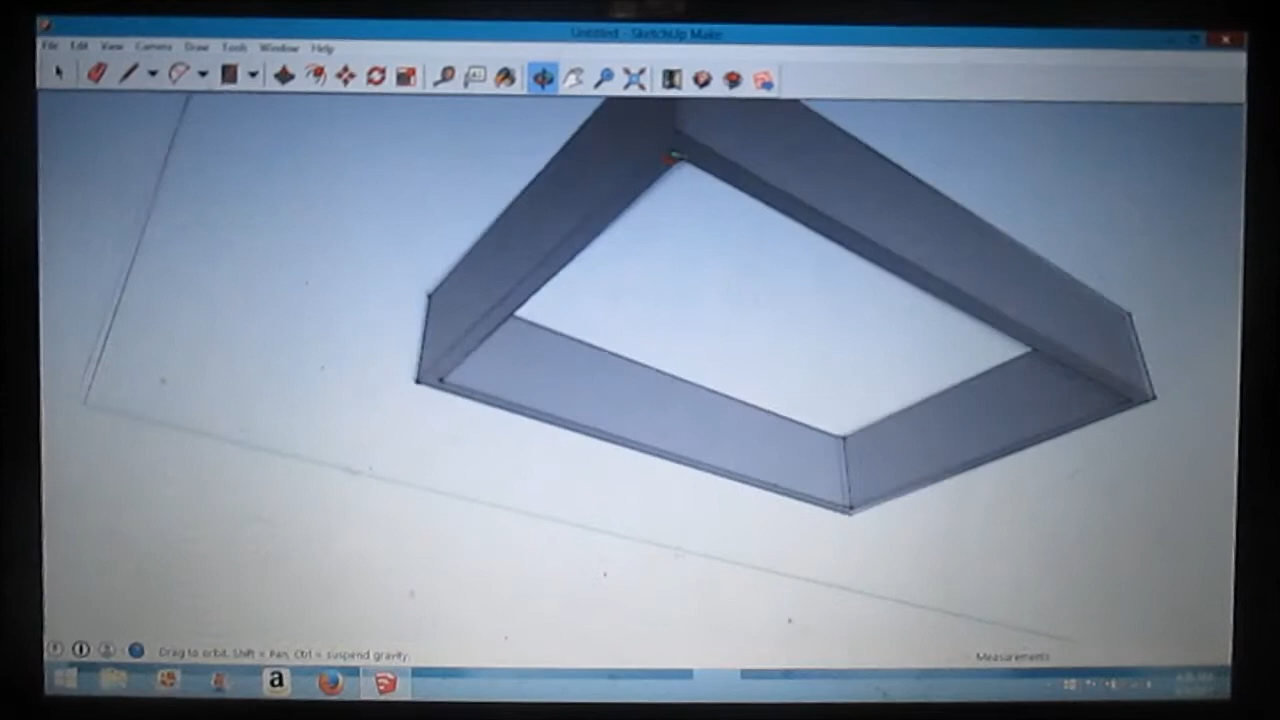 Untitled - SketchUp Make
File Edit View Camera Draw Tools Window Help
A1
Drag to orbit. Shift = Pan, Ctrl = suspend gravity.
Measurements
a